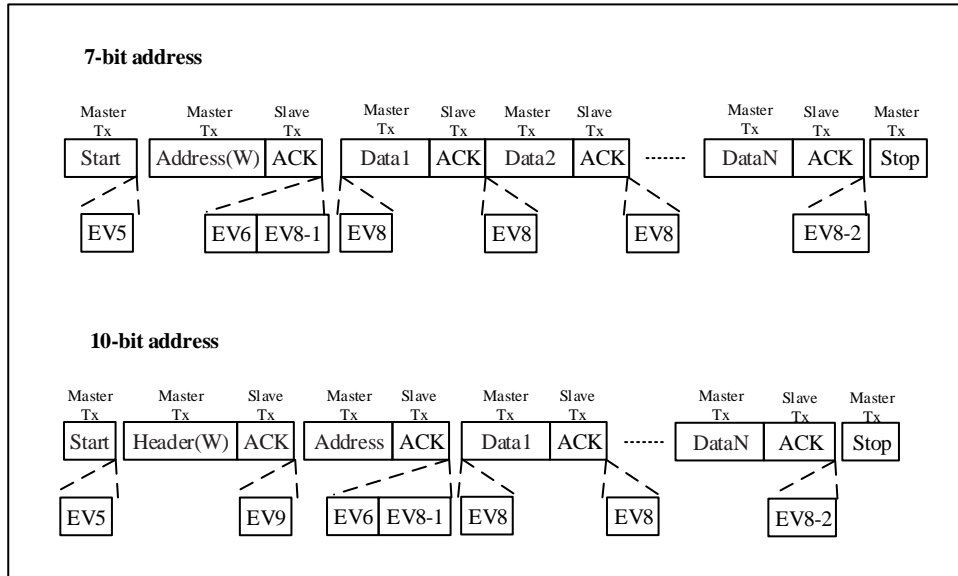 7-bit address
Master Master Slave Master Slave Master Slave Master Slave Master
Tx Tx Tx Tx Tx Tx Tx Tx Tx Tx
Start Address(W) ACK Data1 ACK Data2 ACK DataN ACK Stop
EV5 EV6 EV8-1 EV8 EV8 EV8 EV8-2
10-bit address
Master Master Slave Master Slave Master Slave Master Slave Master
Tx Tx Tx Tx Tx Tx Tx Tx Tx Tx
Start Header(W) ACK Address ACK Data1 ACK DataN ACK Stop
EV5 EV9 EV6 EV8-1 EV8 EV8 EV8-2